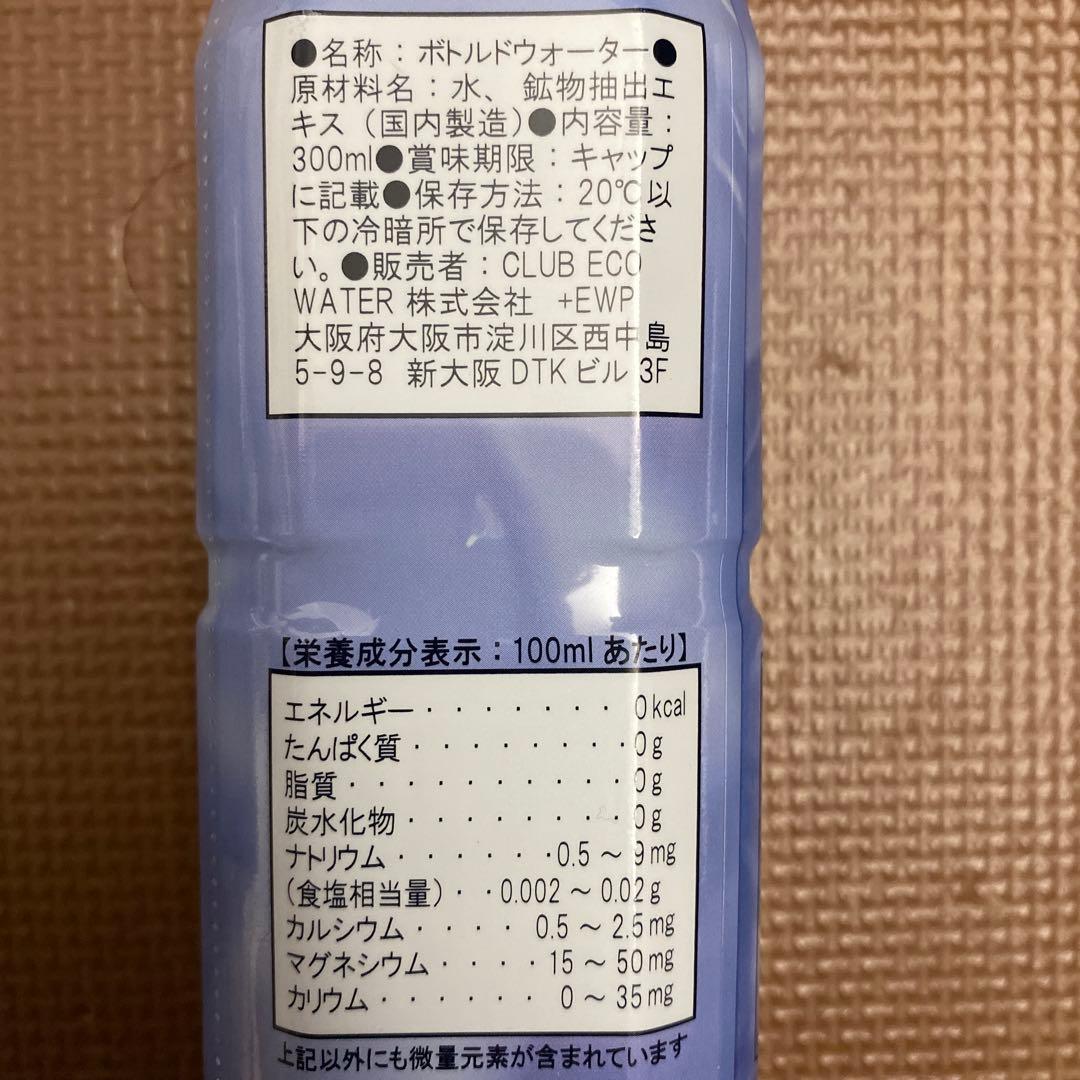 ●名称：ボトルドウォーター●
原材料名：水、鉱物抽出エ
キス（国内製造）●内容量：
300ml●賞味期限：キャップ
に記載●保存方法：20℃以
下の冷暗所で保存してくださ
い。●販売者：CLUB ECO
WATER 株式会社 +EWP
大阪府大阪市淀川区西中島
5-9-8 新大阪 DTK ビル 3F
【栄養成分表示：100ml あたり】
エネルギー・・・・・・・0kcal
たんぱく質・・・・・・・・0g
脂質・・・・・・・・・・0g
炭水化物・・・・・・・・0g
ナトリウム・・・・・・・0.5～9mg
（食塩相当量）・・0.002～0.02g
カルシウム・・・・・0.5～2.5mg
マグネシウム・・・・15～50mg
カリウム・・・・・・0～35mg
上記以外にも微量元素が含まれています